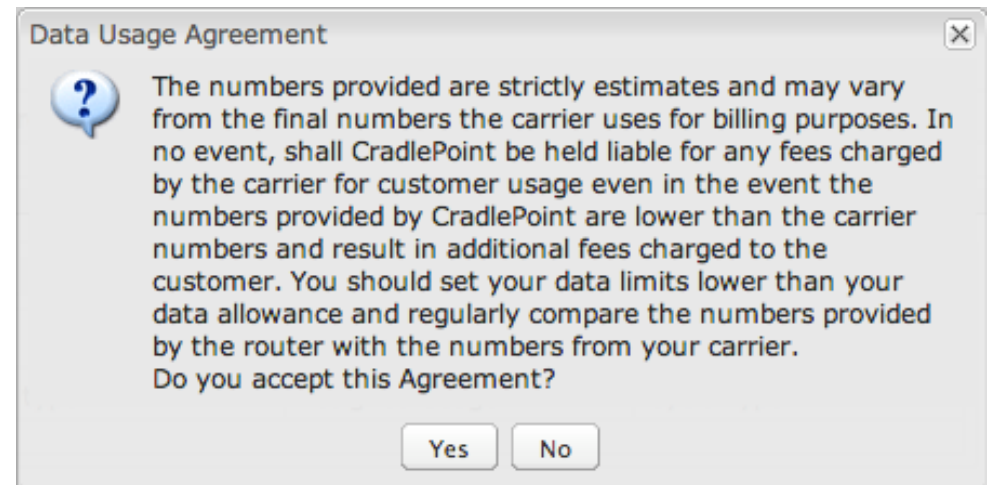 Data Usage Agreement
?
The numbers provided are strictly estimates and may vary
from the final numbers the carrier uses for billing purposes. In
no event, shall CradlePoint be held liable for any fees charged
by the carrier for customer usage even in the event the
numbers provided by CradlePoint are lower than the carrier
numbers and result in additional fees charged to the
customer. You should set your data limits lower than your
data allowance and regularly compare the numbers provided
by the router with the numbers from your carrier.
Do you accept this Agreement?
Yes No